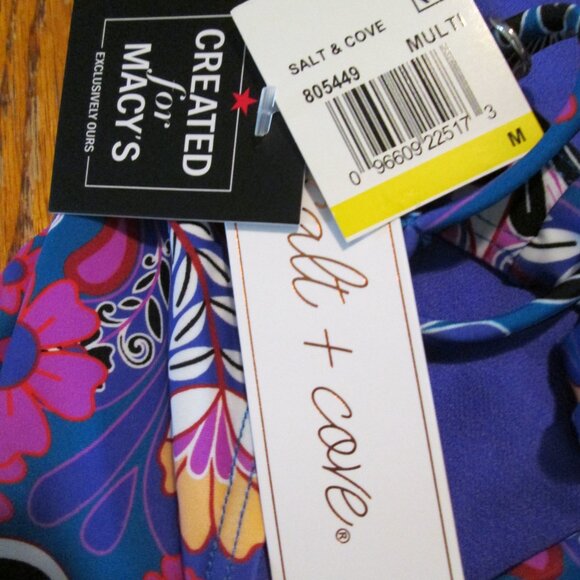 CREATED
for
MACY'S
EXCLUSIVELY OURS
SALT & COVE
805449 MULTI
0 96609 22517 3
M
salt + cove®